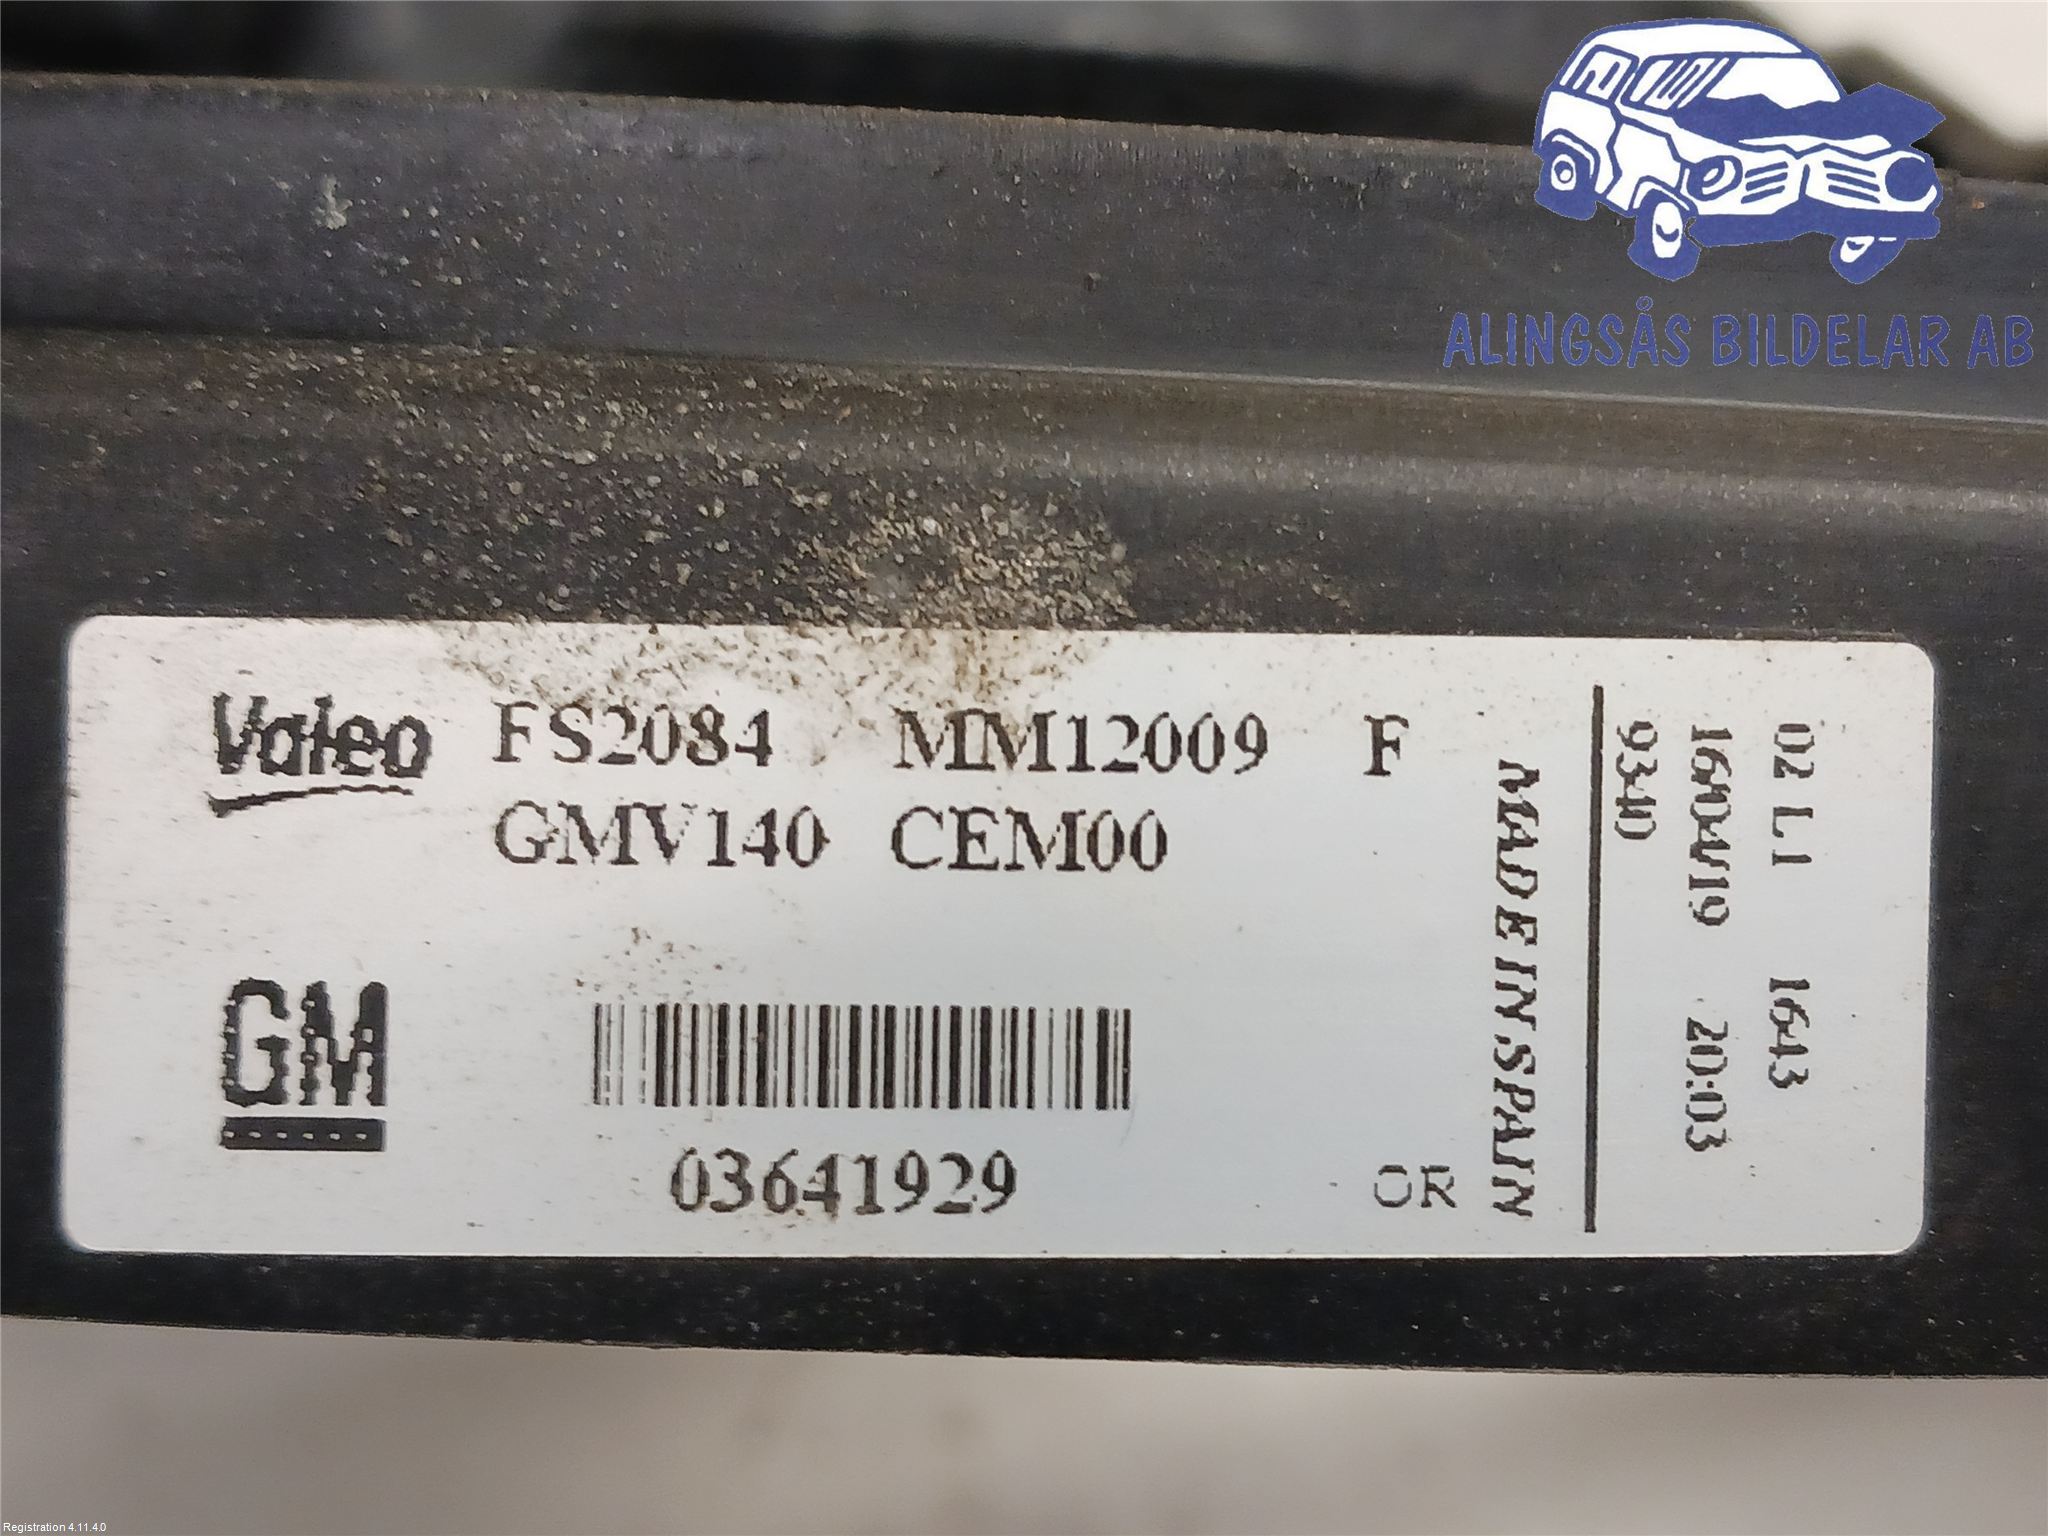 ALINGSÅS BILDELAR AB
Valeo FS2084 MM12009 F
GMV140 CEM00
GM
03641929
OR
MADE IN SPAIN
02 L1 1643
20:03
9340
Registration 4.11.4.0